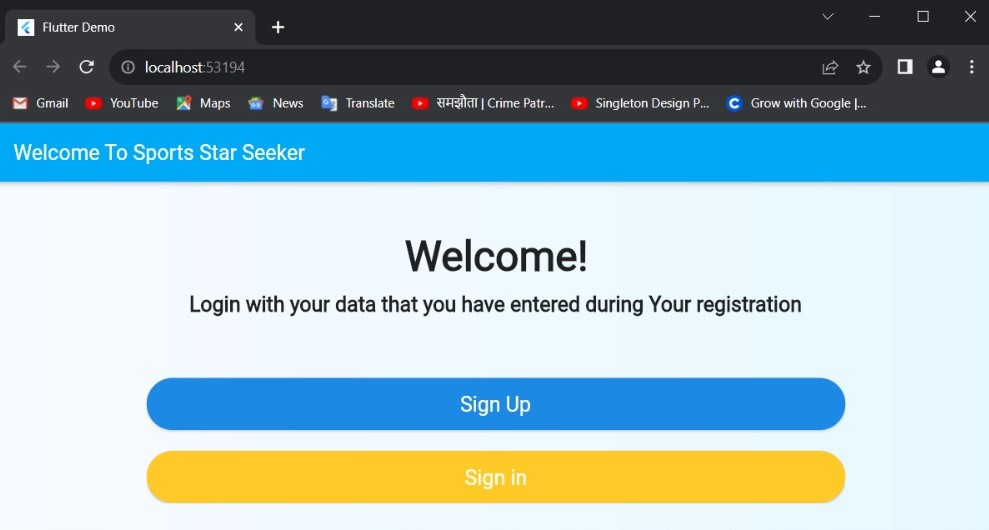 Flutter Demo
localhost:53194
Gmail YouTube Maps News Translate समझौता | Crime Patr... Singleton Design P... Grow with Google |...
Welcome To Sports Star Seeker
Welcome!
Login with your data that you have entered during Your registration
Sign Up
Sign in